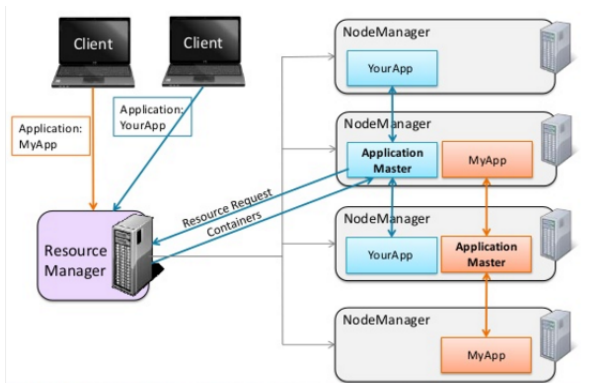 Client
Client
Application:
MyApp
Application:
YourApp
Resource
Manager
Resource Request
Containers
NodeManager
YourApp
NodeManager
Application
Master
MyApp
NodeManager
YourApp
Application
Master
NodeManager
MyApp